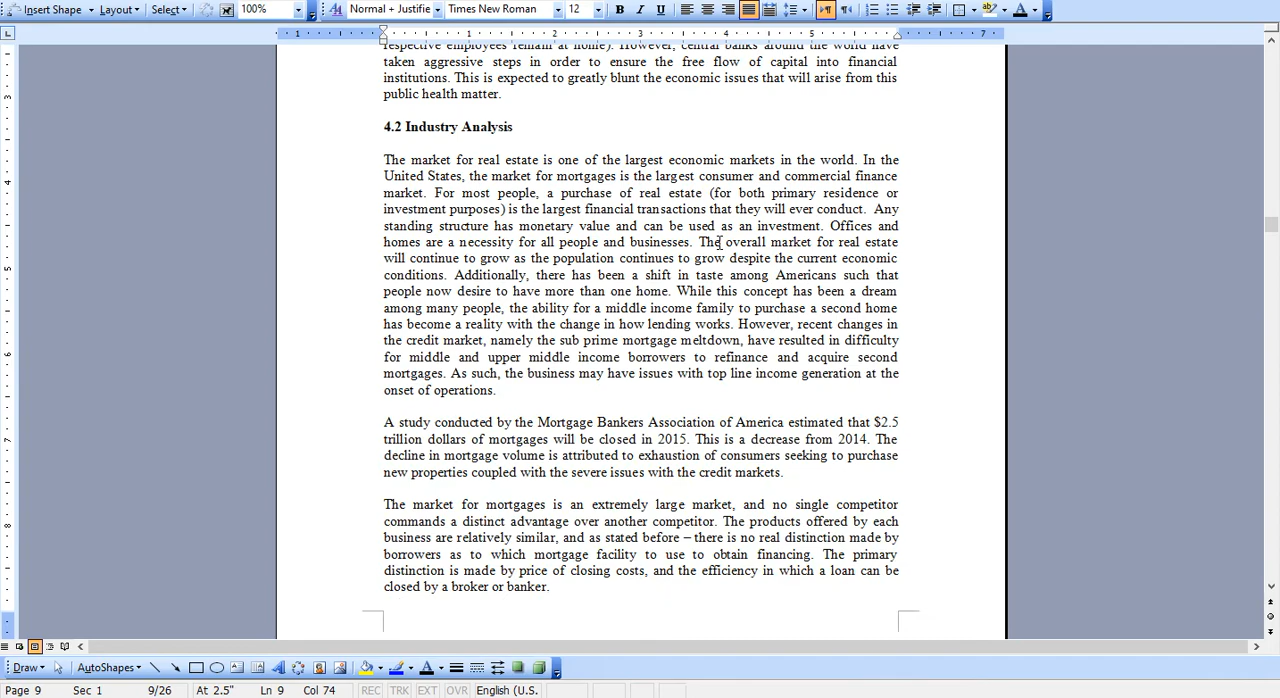 Insert Shape Layout Select 100% Normal + Justifie Times New Roman 12 B I U
1 1 2 3 4 5 7
respective employees remain at home). However, central banks around the world have
taken aggressive steps in order to ensure the free flow of capital into financial
institutions. This is expected to greatly blunt the economic issues that will arise from this
public health matter.
4.2 Industry Analysis
The market for real estate is one of the largest economic markets in the world. In the
United States, the market for mortgages is the largest consumer and commercial finance
market. For most people, a purchase of real estate (for both primary residence or
investment purposes) is the largest financial transactions that they will ever conduct. Any
standing structure has monetary value and can be used as an investment. Offices and
homes are a necessity for all people and businesses. The overall market for real estate
will continue to grow as the population continues to grow despite the current economic
conditions. Additionally, there has been a shift in taste among Americans such that
people now desire to have more than one home. While this concept has been a dream
among many people, the ability for a middle income family to purchase a second home
has become a reality with the change in how lending works. However, recent changes in
the credit market, namely the sub prime mortgage meltdown, have resulted in difficulty
for middle and upper middle income borrowers to refinance and acquire second
mortgages. As such, the business may have issues with top line income generation at the
onset of operations.
A study conducted by the Mortgage Bankers Association of America estimated that $2.5
trillion dollars of mortgages will be closed in 2015. This is a decrease from 2014. The
decline in mortgage volume is attributed to exhaustion of consumers seeking to purchase
new properties coupled with the severe issues with the credit markets.
The market for mortgages is an extremely large market, and no single competitor
commands a distinct advantage over another competitor. The products offered by each
business are relatively similar, and as stated before – there is no real distinction made by
borrowers as to which mortgage facility to use to obtain financing. The primary
distinction is made by price of closing costs, and the efficiency in which a loan can be
closed by a broker or banker.
Draw AutoShapes
Page 9 Sec 1 9/26 At 2.5" Ln 9 Col 74 REC TRK EXT OVR English (U.S.